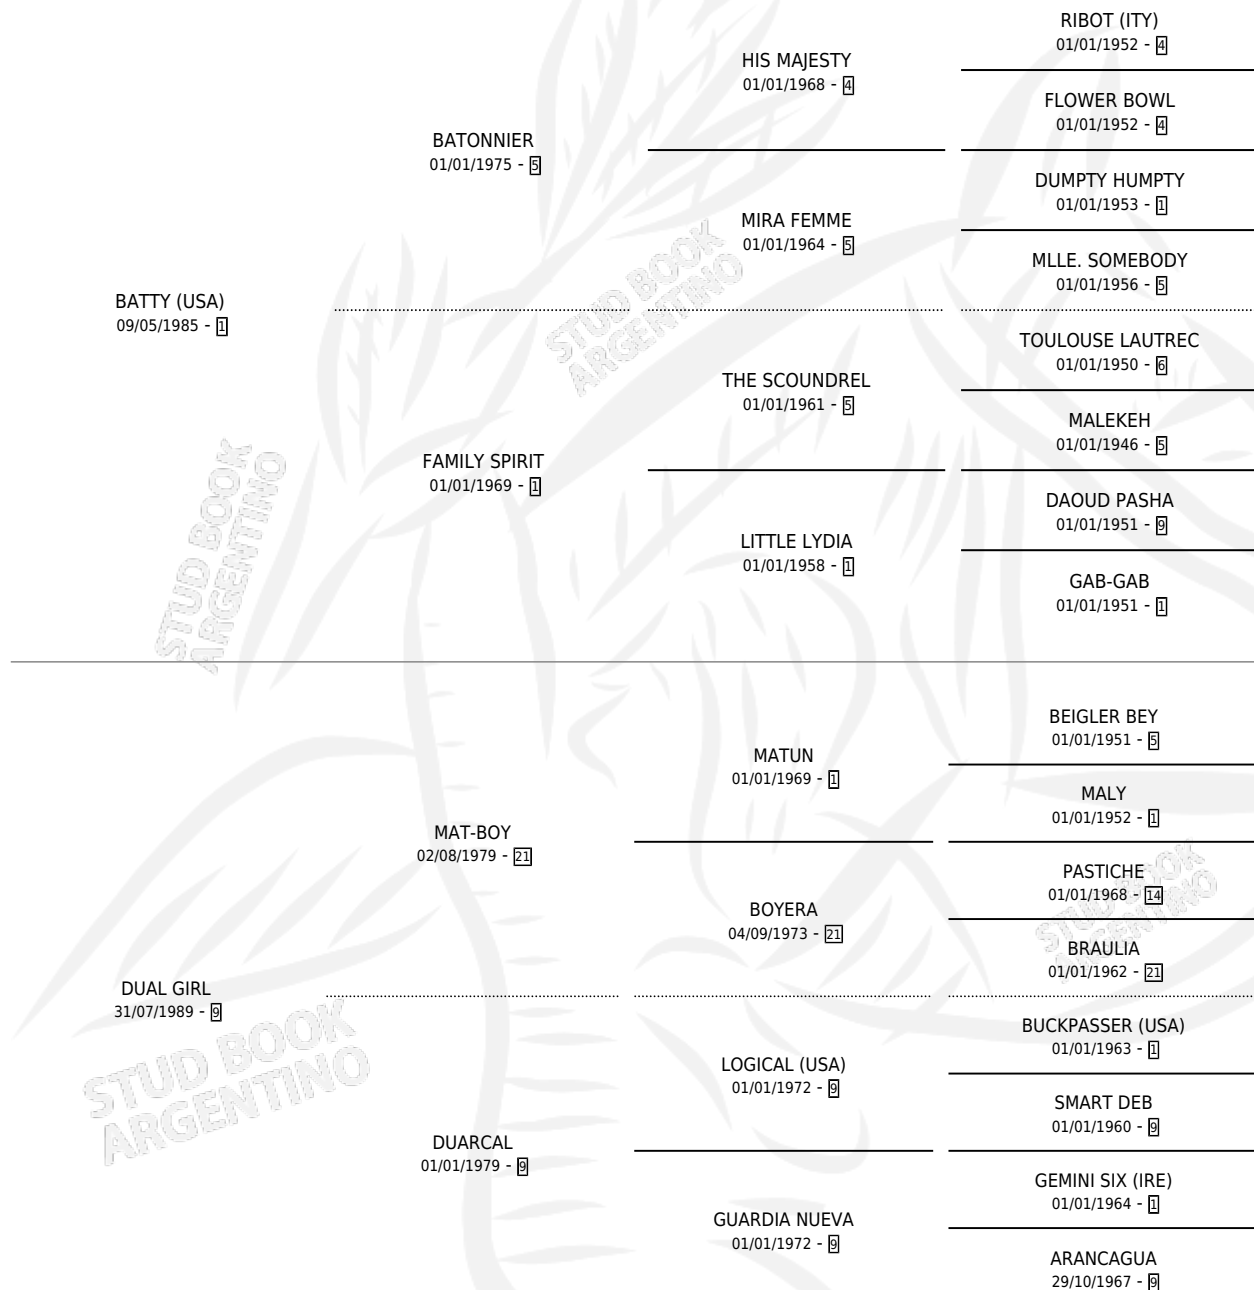 RIBOT (ITY)
01/01/1952 - 4
HIS MAJESTY
01/01/1968 - 4
FLOWER BOWL
01/01/1952 - 4
BATONNIER
01/01/1975 - 5
DUMPTY HUMPTY
01/01/1953 - 1
MIRA FEMME
01/01/1964 - 5
MLLE. SOMEBODY
01/01/1956 - 5
BATTY (USA)
09/05/1985 - 1
STUD BOOK
ARGENTINO
TOULOUSE LAUTREC
01/01/1950 - 6
THE SCOUNDREL
01/01/1961 - 5
MALEKEH
01/01/1946 - 5
FAMILY SPIRIT
01/01/1969 - 1
DAOUD PASHA
01/01/1951 - 9
LITTLE LYDIA
01/01/1958 - 1
GAB-GAB
01/01/1951 - 1
STUD BOOK
ARGENTINO
BEIGLER BEY
01/01/1951 - 5
MATUN
01/01/1969 - 1
MALY
01/01/1952 - 1
MAT-BOY
02/08/1979 - 21
PASTICHE
01/01/1968 - 14
BOYERA
04/09/1973 - 21
STUD BOOK
ARGENTINO
BRAULIA
01/01/1962 - 21
DUAL GIRL
31/07/1989 - 9
BUCKPASSER (USA)
01/01/1963 - 1
LOGICAL (USA)
01/01/1972 - 9
STUD BOOK
ARGENTINO
SMART DEB
01/01/1960 - 9
DUARCAL
01/01/1979 - 9
GEMINI SIX (IRE)
01/01/1964 - 1
GUARDIA NUEVA
01/01/1972 - 9
ARANCAGUA
29/10/1967 - 9